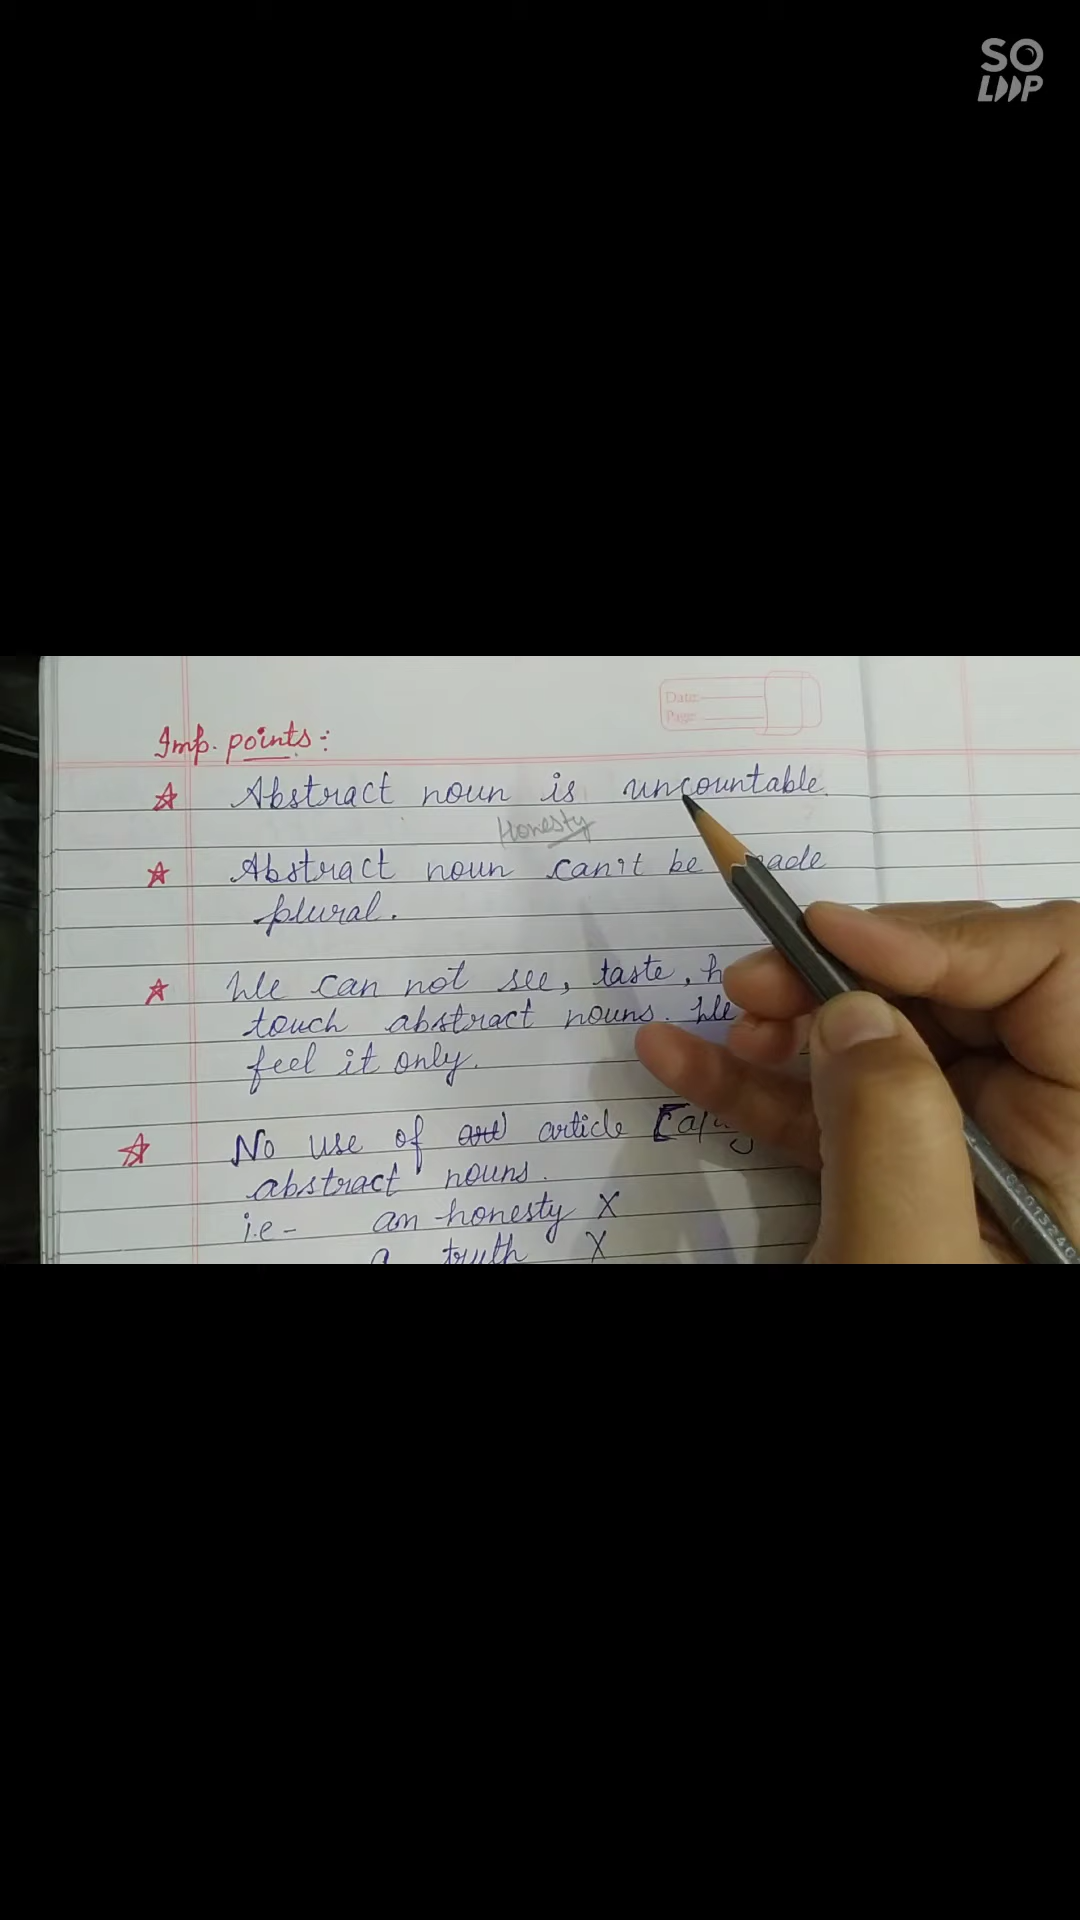 SO
LOOP
Date
Page
Imp. points:
☆ Abstract noun is uncountable.
Honesty
☆ Abstract noun can't be
plural.
☆ We can not see, taste,
touch abstract nouns. We
feel it only.
☆ No use of article [a/
abstract nouns.
i.e- an honesty X
a truth X